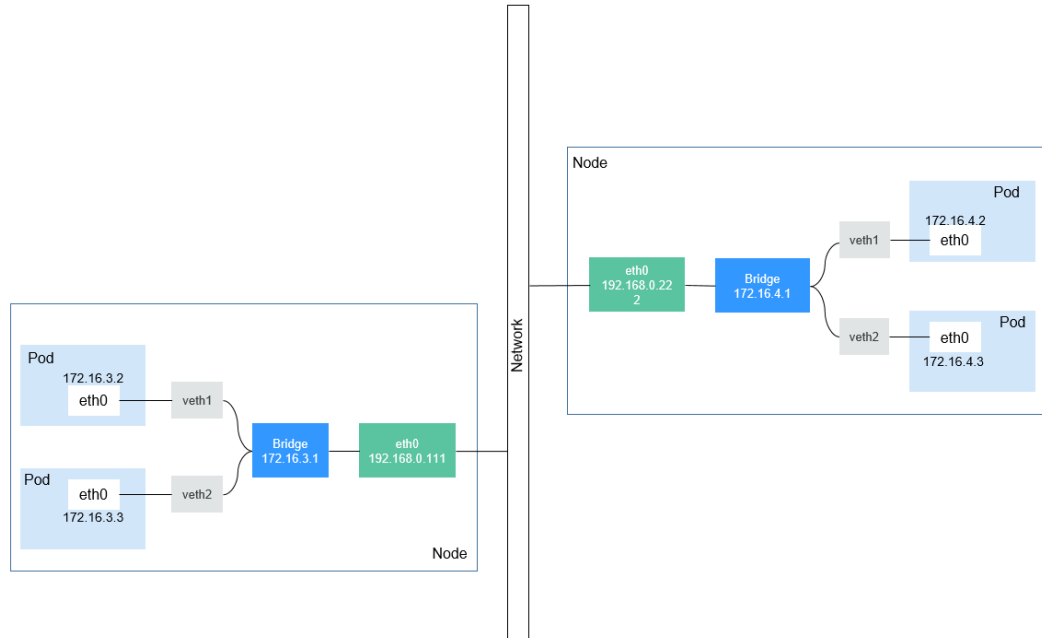 Node
Pod
172.16.4.2
eth0
veth1
eth0
192.168.0.22
2
Bridge
172.16.4.1
veth2
eth0
Pod
172.16.4.3
Network
Pod
172.16.3.2
eth0
veth1
Bridge
172.16.3.1
eth0
192.168.0.111
Pod
eth0
172.16.3.3
veth2
Node